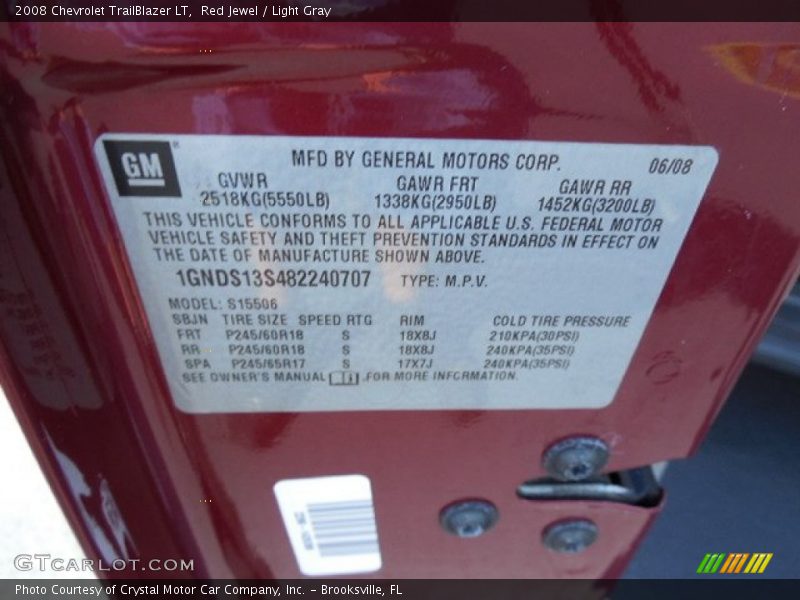 2008 Chevrolet TrailBlazer LT,  Red Jewel / Light Gray
GM
MFD BY GENERAL MOTORS CORP.
06/08
GVWR GAWR FRT GAWR RR
2518KG(5550LB) 1338KG(2950LB) 1452KG(3200LB)
THIS VEHICLE CONFORMS TO ALL APPLICABLE U.S. FEDERAL MOTOR
VEHICLE SAFETY AND THEFT PREVENTION STANDARDS IN EFFECT ON
THE DATE OF MANUFACTURE SHOWN ABOVE.
1GNDS13S482240707 TYPE: M.P.V.
MODEL: S15506
SBJN TIRE SIZE SPEED RTG RIM COLD TIRE PRESSURE
FRT P245/60R18 S 18X8J 210KPA(30PSI)
RR P245/60R18 S 18X8J 240KPA(35PSI)
SPA P245/65R17 S 17X7J 240KPA(35PSI)
SEE OWNER'S MANUAL FOR MORE INFORMATION.
GTcarlot.com
Photo Courtesy of Crystal Motor Car Company, Inc. – Brooksville, FL